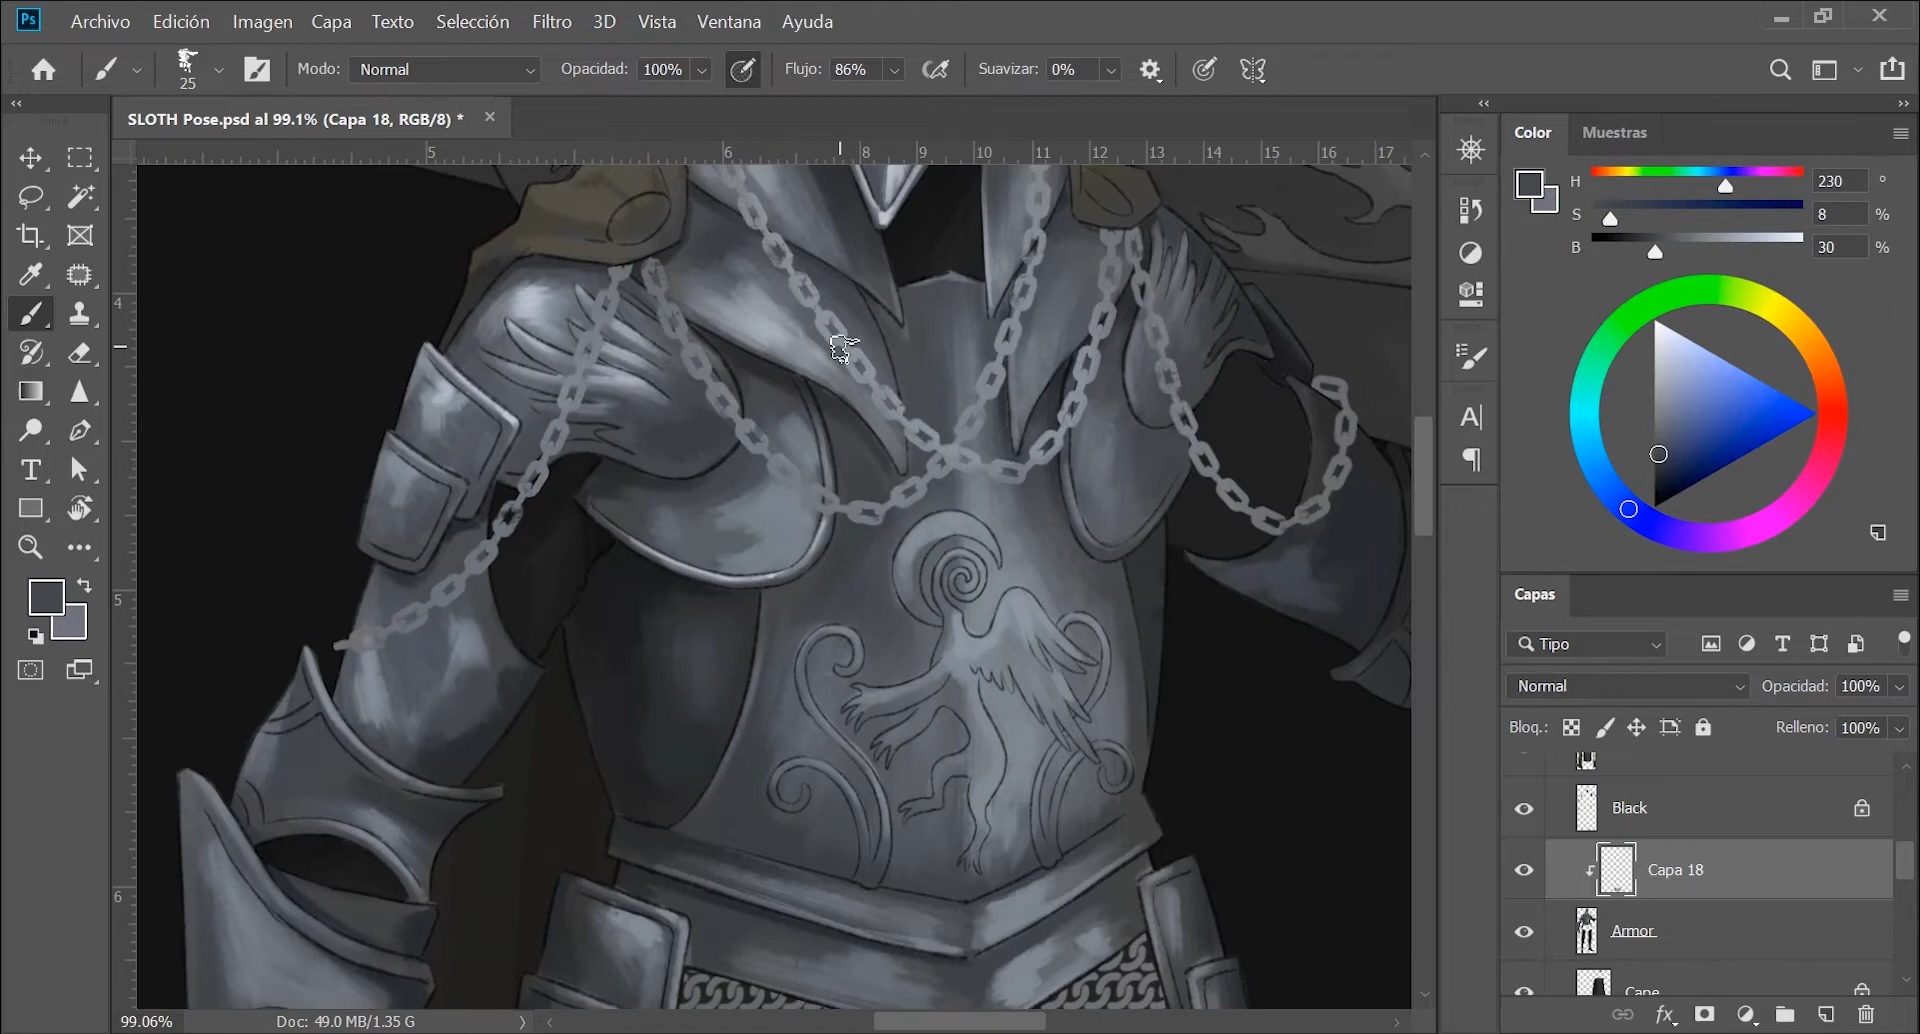 Ps Archivo Edición Imagen Capa Texto Selección Filtro 3D Vista Ventana Ayuda
25 Modo: Normal Opacidad: 100% Flujo: 86% Suavizar: 0%
SLOTH Pose.psd al 99.1% (Capa 18, RGB/8) *
5 6 8 9 10 11 12 13 14 15 16 17
4
5
6
Color Muestras
H 230 °
S 8 %
B 30 %
Capas
Tipo
Normal Opacidad: 100%
Bloq.: Relleno: 100%
Black
Capa 18
Armor
Cape
99.06% Doc: 49.0 MB/1.35 G